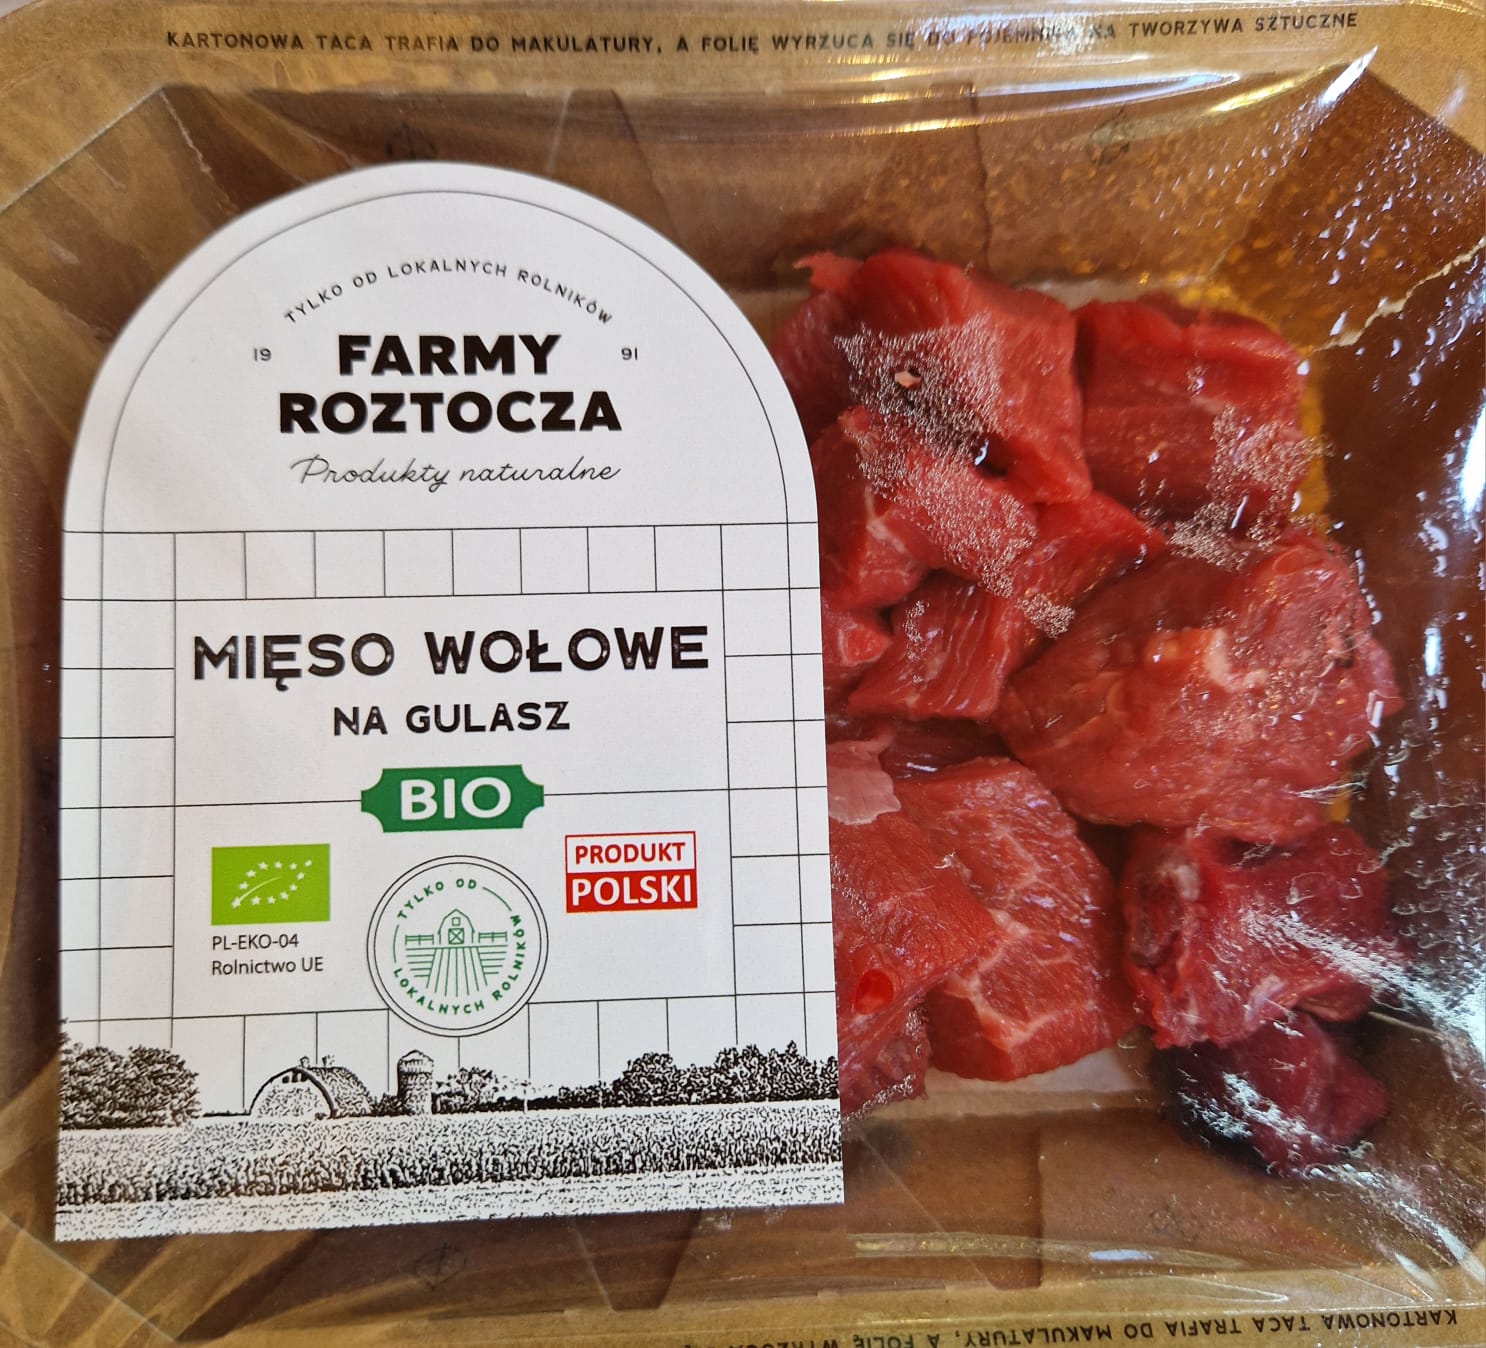 KARTONOWA TACA TRAFIA DO MAKULATURY, A FOLIĘ WYRZUCA SIĘ DO POJEMNIKA NA TWORZYWA SZTUCZNE
TYLKO OD LOKALNYCH ROLNIKÓW
19 91
FARMY
ROZTOCZA
Produkty naturalne
MIĘSO WOŁOWE
NA GULASZ
BIO
PRODUKT
POLSKI
TYLKO OD
LOKALNYCH ROLNIKÓW
PL-EKO-04
Rolnictwo UE
KARTONOWA TACA TRAFIA DO MAKULATURY, A FOLIĘ